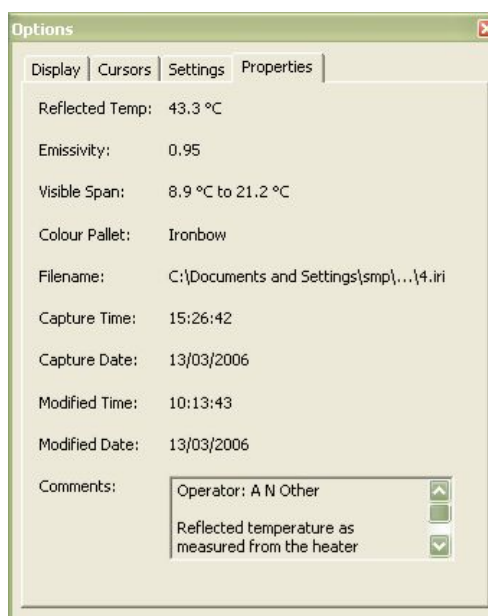 Options
Display Cursors Settings Properties
Reflected Temp: 43.3 °C
Emissivity: 0.95
Visible Span: 8.9 °C to 21.2 °C
Colour Pallet: Ironbow
Filename: C:\Documents and Settings\smp\...\4.iri
Capture Time: 15:26:42
Capture Date: 13/03/2006
Modified Time: 10:13:43
Modified Date: 13/03/2006
Comments: Operator: A N Other
Reflected temperature as
measured from the heater